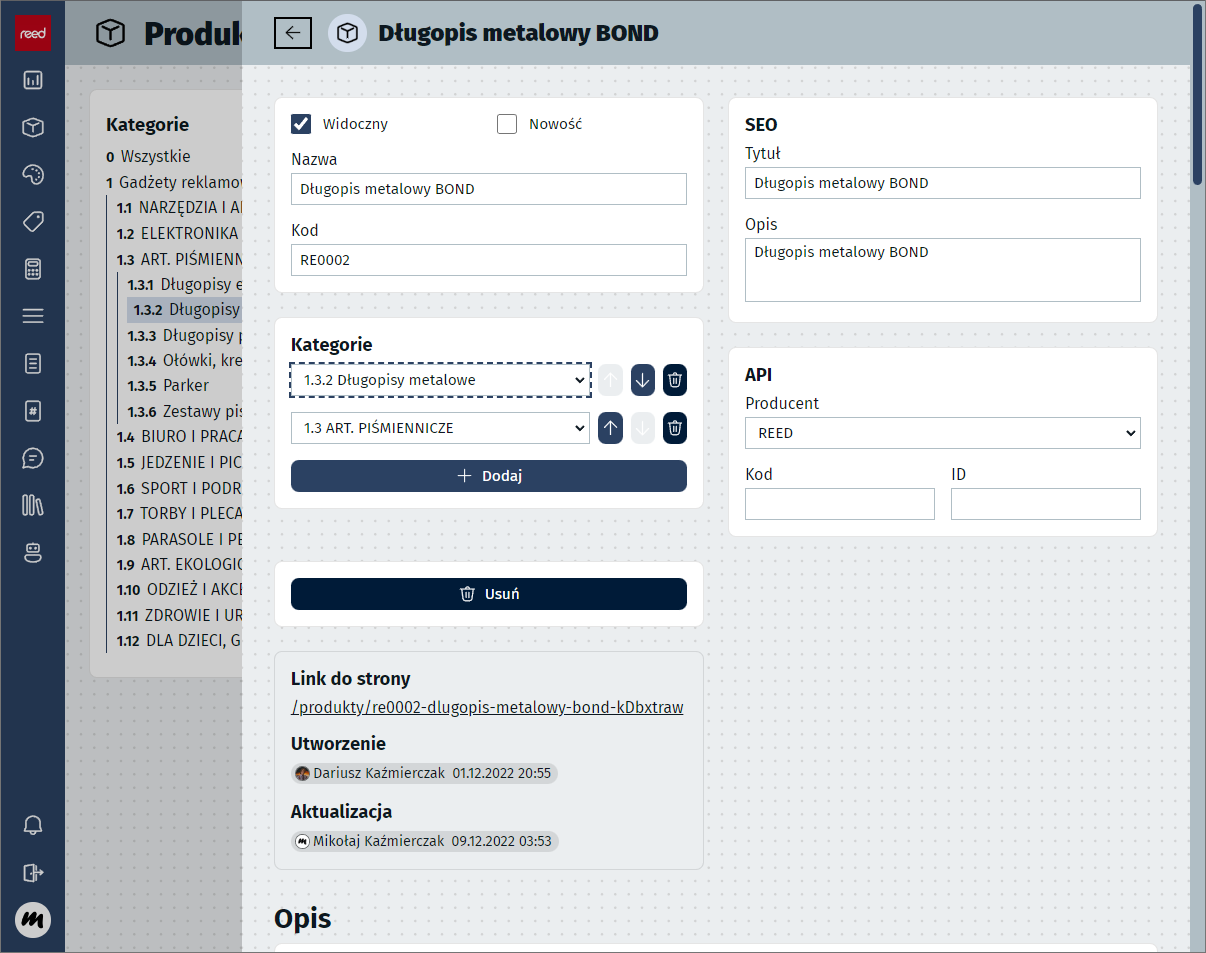 reed
Produk
Kategorie
0 Wszystkie
1 Gadżety reklamow
1.1 NARZĘDZIA I A
1.2 ELEKTRONIKA
1.3 ART. PIŚMIENN
1.3.1 Długopisy e
1.3.2 Długopisy
1.3.3 Długopisy p
1.3.4 Ołówki, kre
1.3.5 Parker
1.3.6 Zestawy piś
1.4 BIURO I PRACA
1.5 JEDZENIE I PIC
1.6 SPORT I PODR
1.7 TORBY I PLECA
1.8 PARASOLE I PE
1.9 ART. EKOLOGIC
1.10 ODZIEŻ I AKCE
1.11 ZDROWIE I UR
1.12 DLA DZIECI, G
Długopis metalowy BOND
Widoczny
Nowość
Nazwa
Długopis metalowy BOND
Kod
RE0002
Kategorie
1.3.2 Długopisy metalowe
1.3 ART. PIŚMIENNICZE
Dodaj
Usuń
Link do strony
/produkty/re0002-dlugopis-metalowy-bond-kDbxtraw
Utworzenie
Dariusz Kaźmierczak 01.12.2022 20:55
Aktualizacja
Mikołaj Kaźmierczak 09.12.2022 03:53
SEO
Tytuł
Długopis metalowy BOND
Opis
Długopis metalowy BOND
API
Producent
REED
Kod ID
Opis